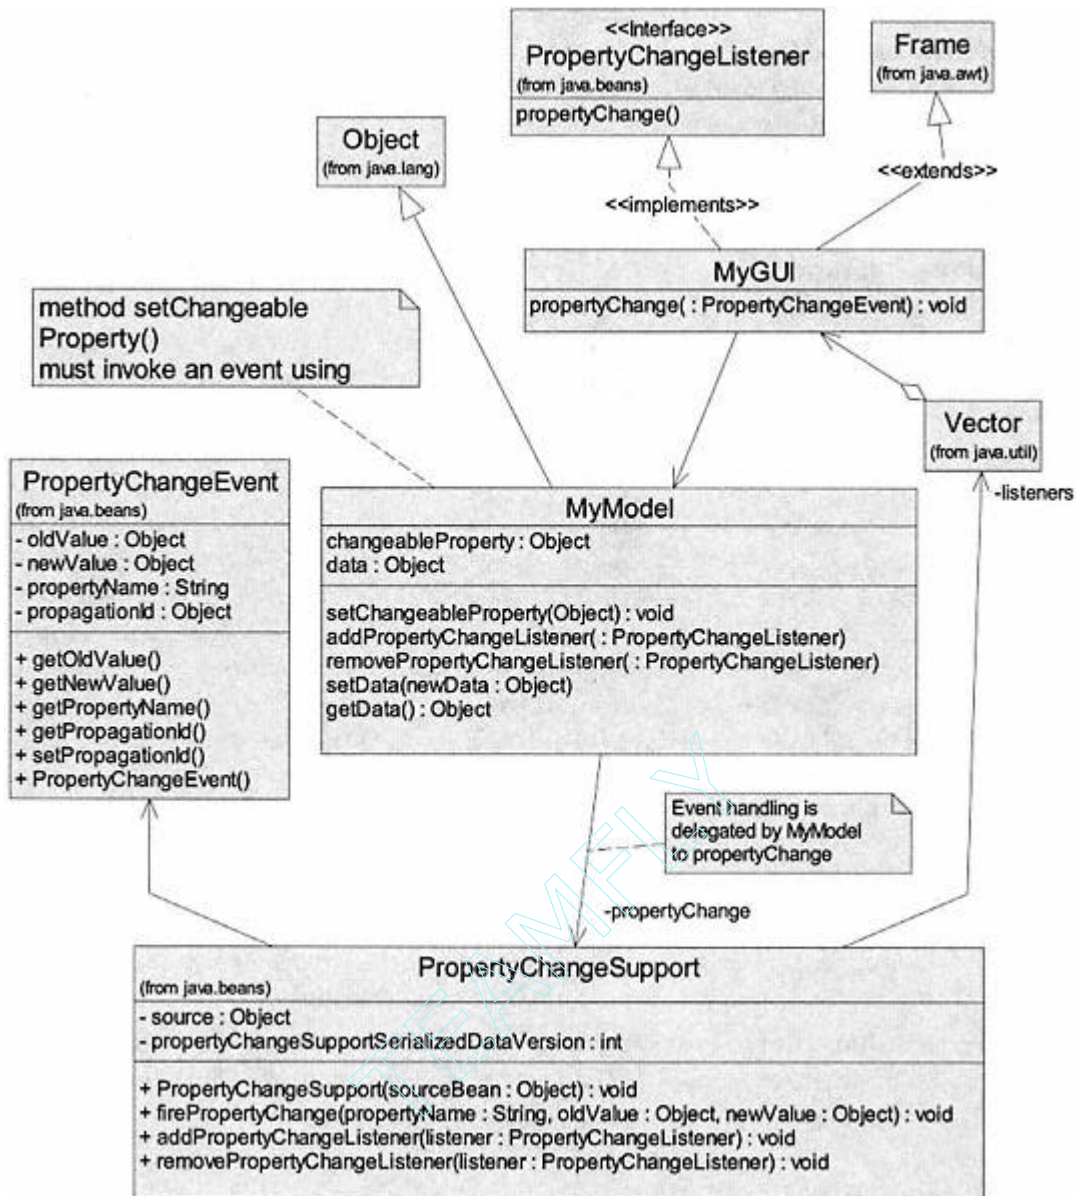 <<Interface>>
PropertyChangeListener
(from java.beans)
propertyChange()
Frame
(from java.awt)
Object
(from java.lang)
<<extends>>
<<implements>>
MyGUI
propertyChange( : PropertyChangeEvent) : void
method setChangeable
Property()
must invoke an event using
Vector
(from java.util)
-listeners
PropertyChangeEvent
(from java.beans)
- oldValue : Object
- newValue : Object
- propertyName : String
- propagationId : Object
+ getOldValue()
+ getNewValue()
+ getPropertyName()
+ getPropagationId()
+ setPropagationId()
+ PropertyChangeEvent()
MyModel
changeableProperty : Object
data : Object
setChangeableProperty(Object) : void
addPropertyChangeListener( : PropertyChangeListener)
removePropertyChangeListener( : PropertyChangeListener)
setData(newData : Object)
getData() : Object
Event handling is
delegated by MyModel
to propertyChange
-propertyChange
PropertyChangeSupport
(from java.beans)
- source : Object
- propertyChangeSupportSerializedDataVersion : int
+ PropertyChangeSupport(sourceBean : Object) : void
+ firePropertyChange(propertyName : String, oldValue : Object, newValue : Object) : void
+ addPropertyChangeListener(listener : PropertyChangeListener) : void
+ removePropertyChangeListener(listener : PropertyChangeListener) : void
TEAMFLY